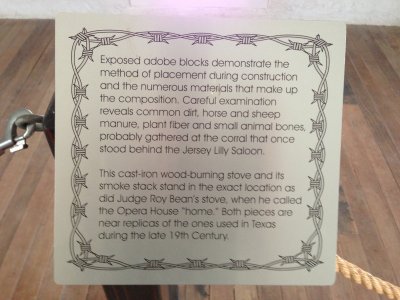 Exposed adobe blocks demonstrate the
method of placement during construction
and the numerous materials that make up
the composition. Careful examination
reveals common dirt, horse and sheep
manure, plant fiber and small animal bones,
probably gathered at the corral that once
stood behind the Jersey Lilly Saloon.
This cast-iron wood-burning stove and its
smoke stack stand in the exact location as
did Judge Roy Bean's stove, when he called
the Opera House "home." Both pieces are
near replicas of the ones used in Texas
during the late 19th Century.